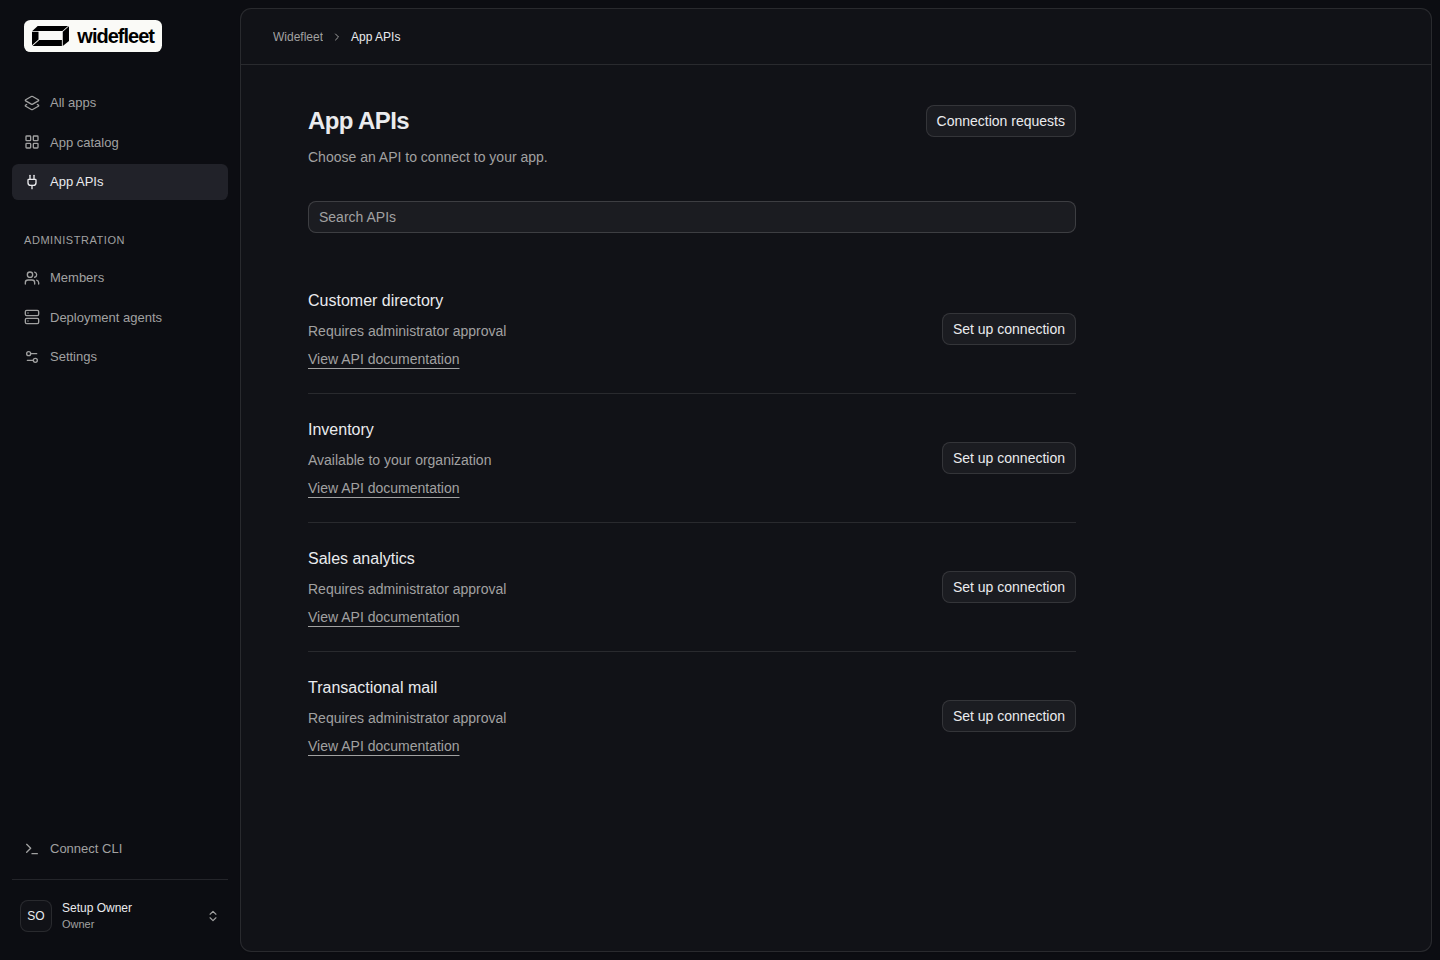 widefleet
All apps
App catalog
App APIs
ADMINISTRATION
Members
Deployment agents
Settings
Connect CLI
SO
Setup Owner
Owner
Widefleet
App APIs
App APIs
Connection requests
Choose an API to connect to your app.
Search APIs
Customer directory
Requires administrator approval
View API documentation
Set up connection
Inventory
Available to your organization
View API documentation
Set up connection
Sales analytics
Requires administrator approval
View API documentation
Set up connection
Transactional mail
Requires administrator approval
View API documentation
Set up connection